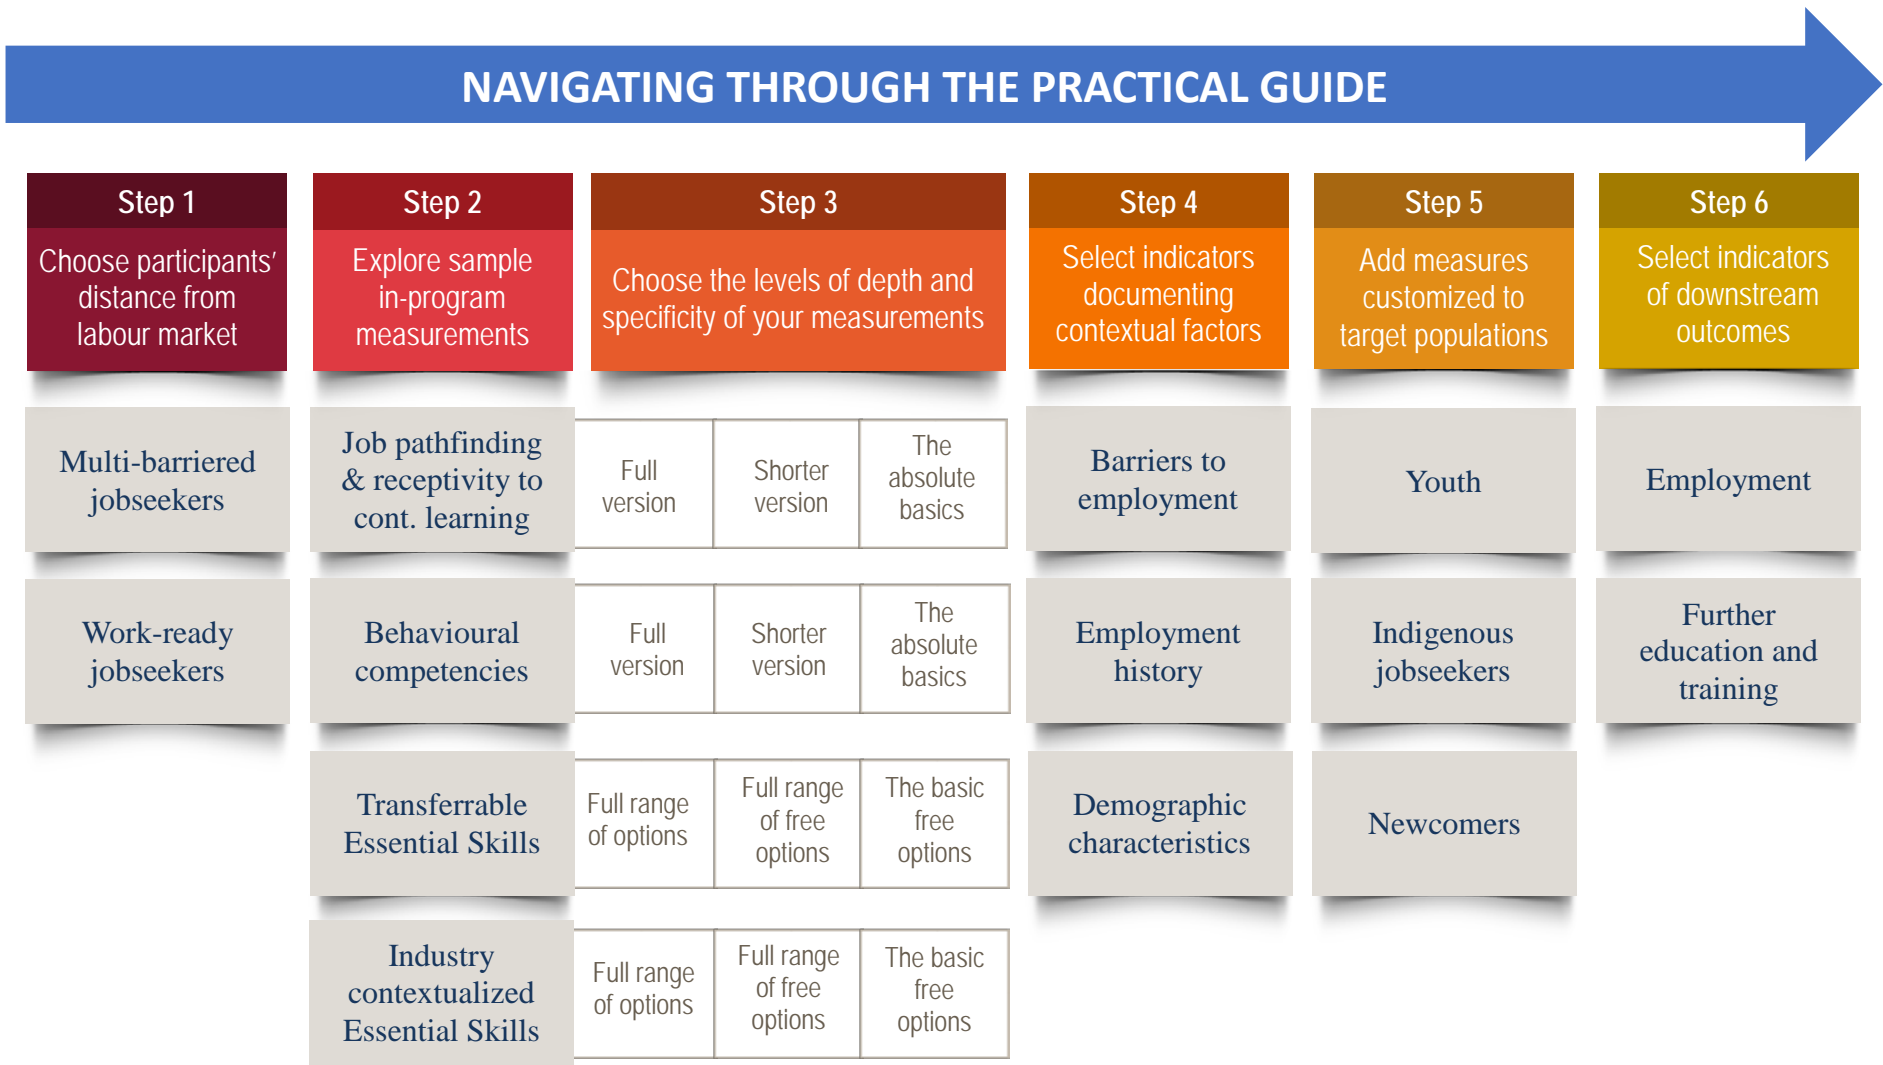 NAVIGATING THROUGH THE PRACTICAL GUIDE
Step 1
Choose participants'
distance from
labour market
Multi-barriered
jobseekers
Work-ready
jobseekers
Step 2
Explore sample
in-program
measurements
Job pathfinding
& receptivity to
cont. learning
Behavioural
competencies
Transferrable
Essential Skills
Industry
contextualized
Essential Skills
Step 3
Choose the levels of depth and
specificity of your measurements
Full
version
Shorter
version
The
absolute
basics
Full
version
Shorter
version
The
absolute
basics
Full range
of options
Full range
of free
options
The basic
free
options
Full range
of options
Full range
of free
options
The basic
free
options
Step 4
Select indicators
documenting
contextual factors
Barriers to
employment
Employment
history
Demographic
characteristics
Step 5
Add measures
customized to
target populations
Youth
Indigenous
jobseekers
Newcomers
Step 6
Select indicators
of downstream
outcomes
Employment
Further
education and
training